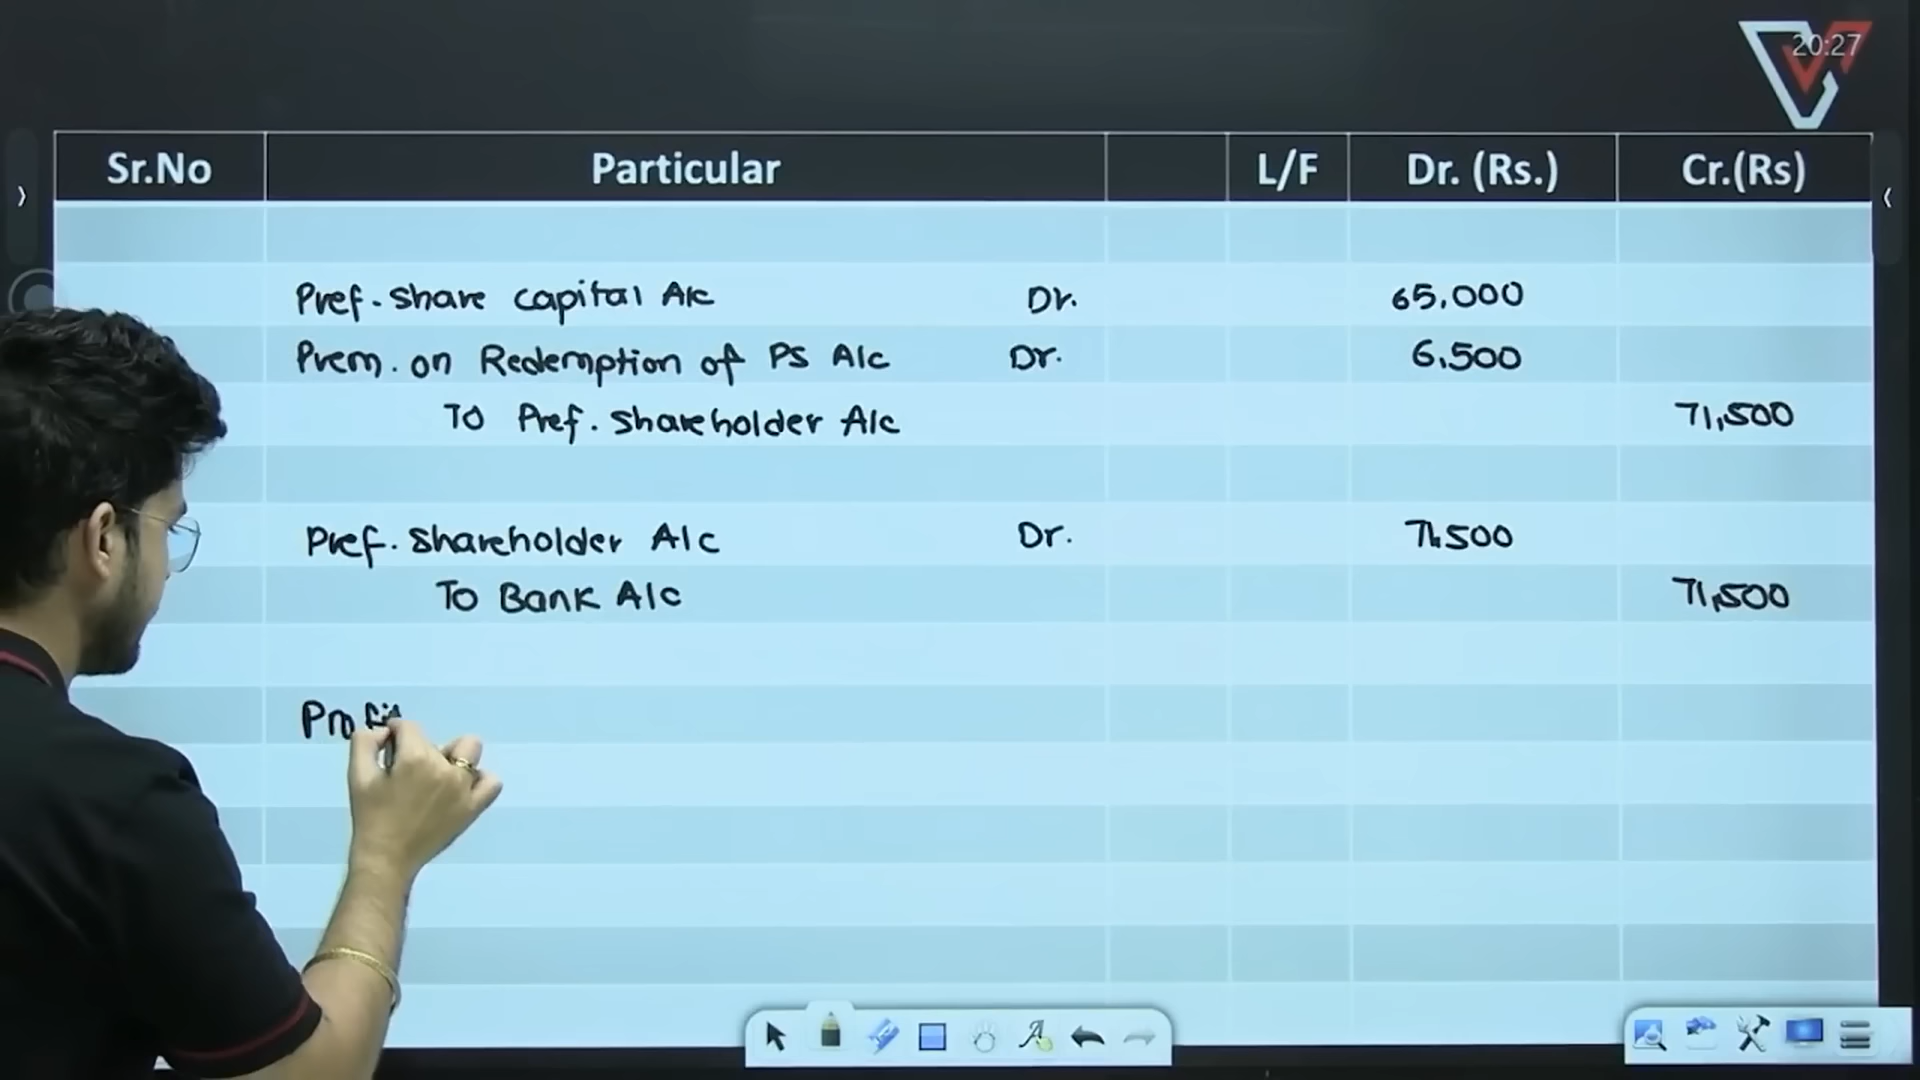 20:27
Sr.No Particular L/F Dr. (Rs.) Cr.(Rs)
Pref. share capital A/c Dr. 65,000
Prem. on Redemption of PS A/c Dr. 6,500
To Pref. shareholder A/c 71,500
Pref. shareholder A/c Dr. 71,500
To Bank A/c 71,500